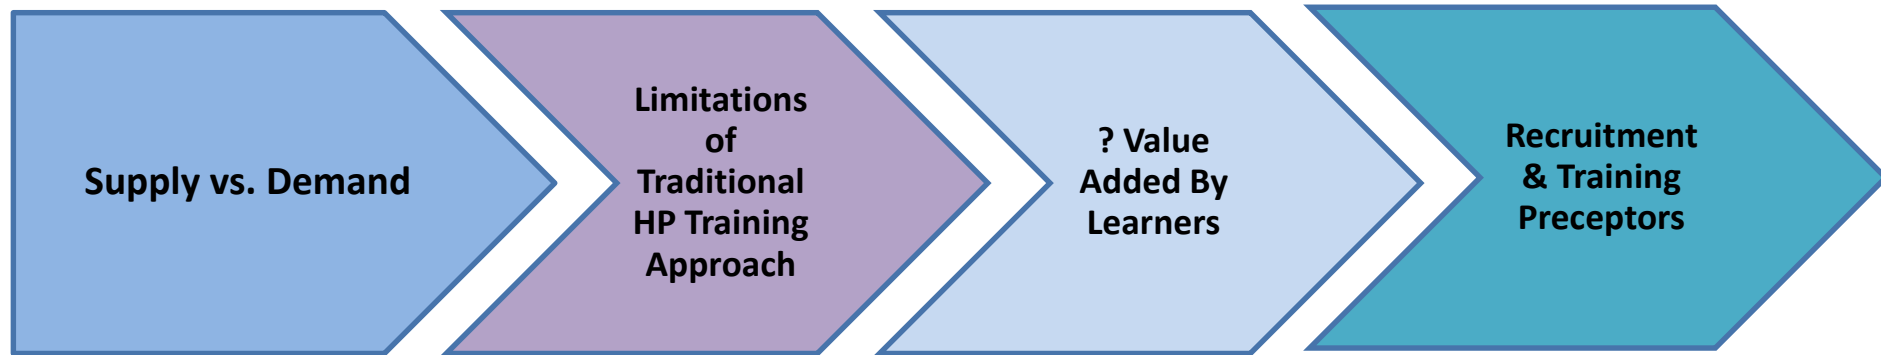 Supply vs. Demand
Limitations
of
Traditional
HP Training
Approach
? Value
Added By
Learners
Recruitment
& Training
Preceptors